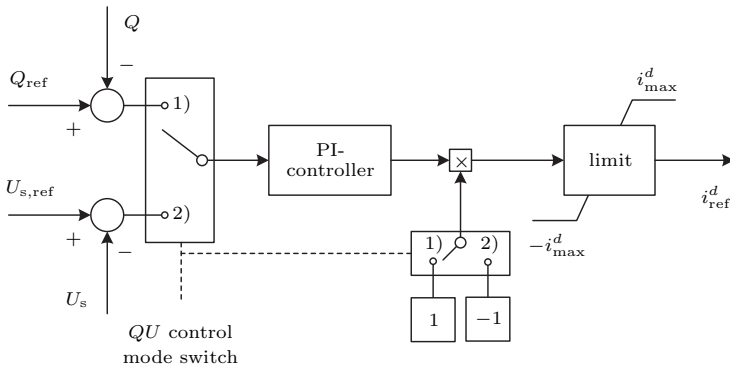 Q
−
Q_ref
+
1)
i^d_max
PI-
controller
×
limit
U_s,ref
+
−
2)
i^d_ref
−i^d_max
1)
2)
U_s
1
−1
QU control
mode switch